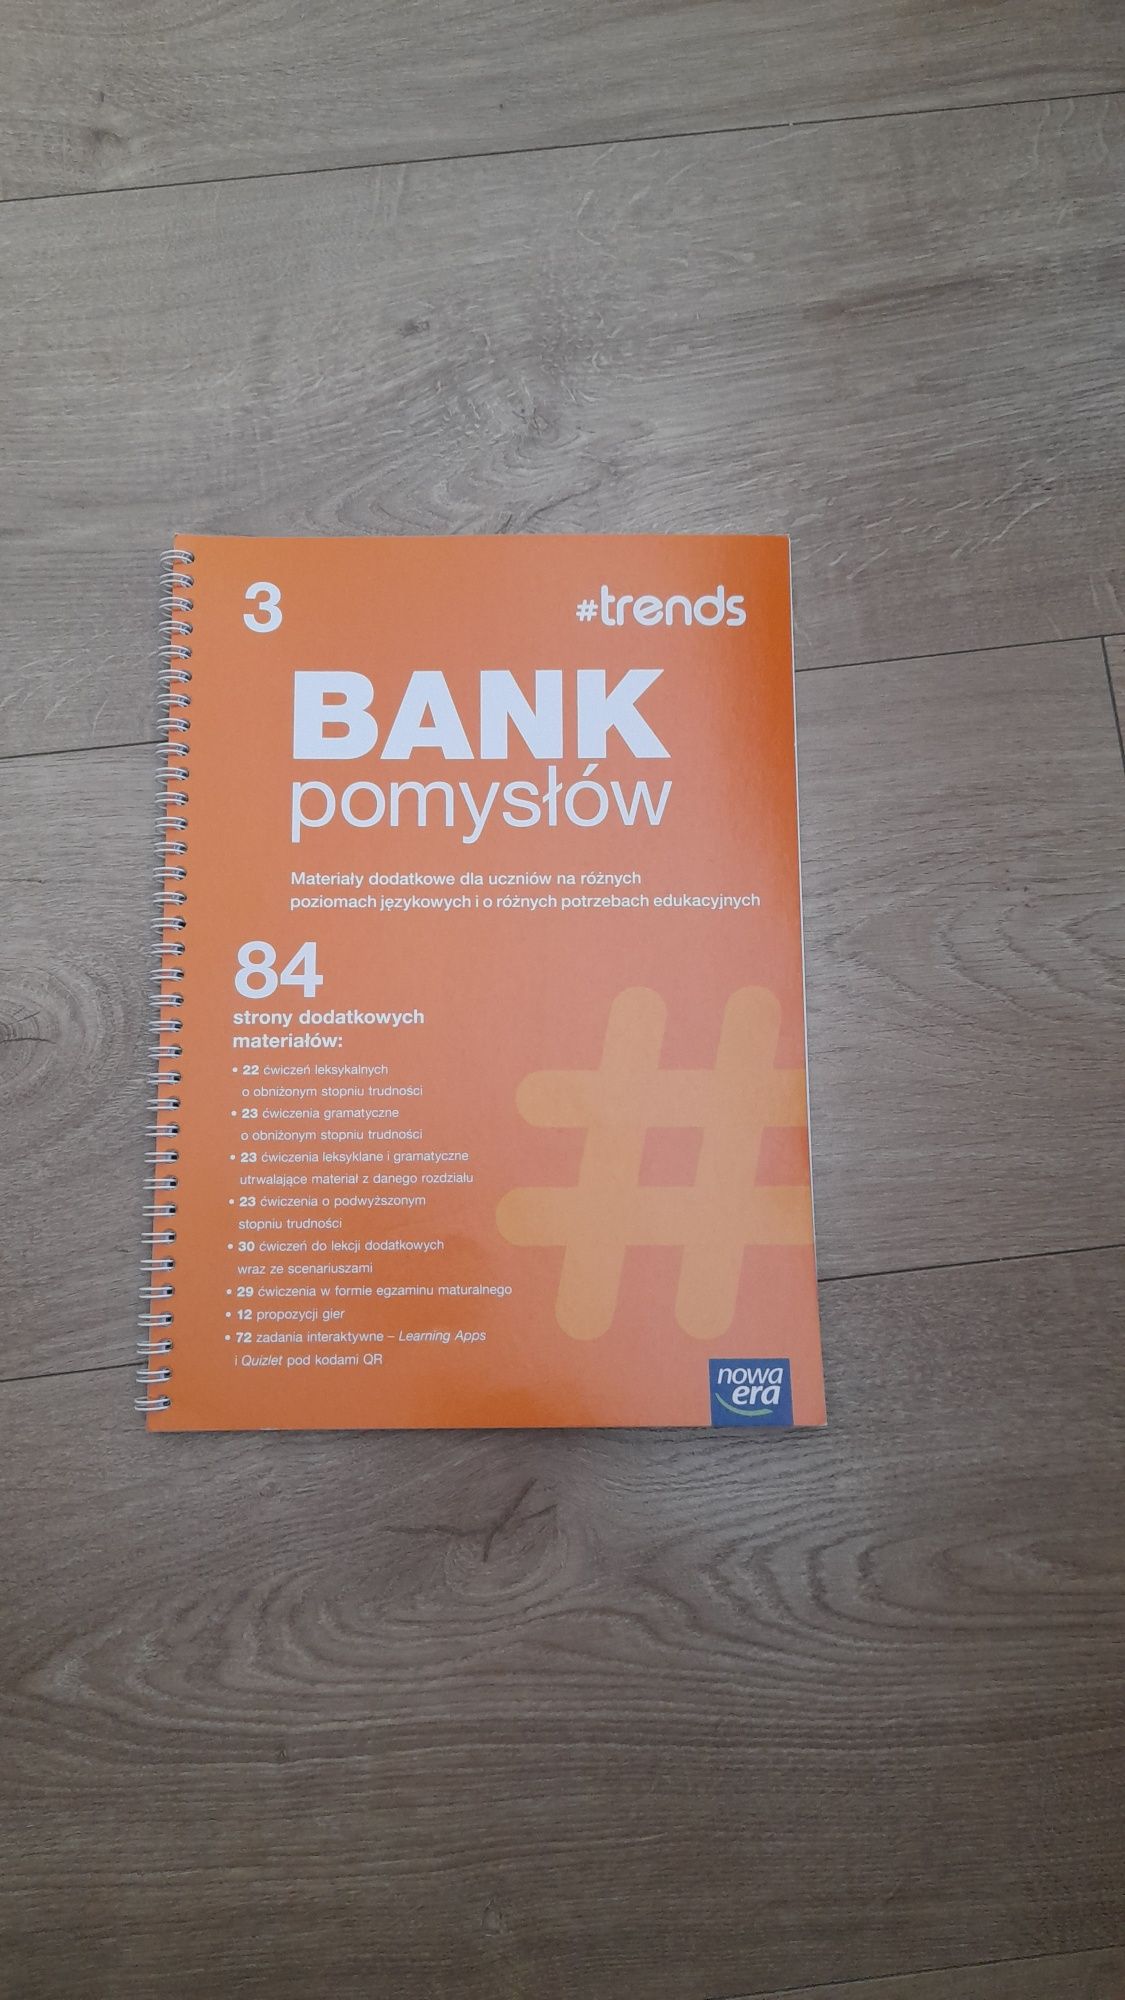 3
#trends
BANK
pomysłów
Materiały dodatkowe dla uczniów na różnych
poziomach językowych i o różnych potrzebach edukacyjnych
84
strony dodatkowych
materiałów:
• 22 ćwiczeń leksykalnych
o obniżonym stopniu trudności
• 23 ćwiczenia gramatyczne
o obniżonym stopniu trudności
• 23 ćwiczenia leksyklane i gramatyczne
utrwalające materiał z danego rozdziału
• 23 ćwiczenia o podwyższonym
stopniu trudności
• 30 ćwiczeń do lekcji dodatkowych
wraz ze scenariuszami
• 29 ćwiczenia w formie egzaminu maturalnego
• 12 propozycji gier
• 72 zadania interaktywne – Learning Apps
i Quizlet pod kodami QR
nowa
era